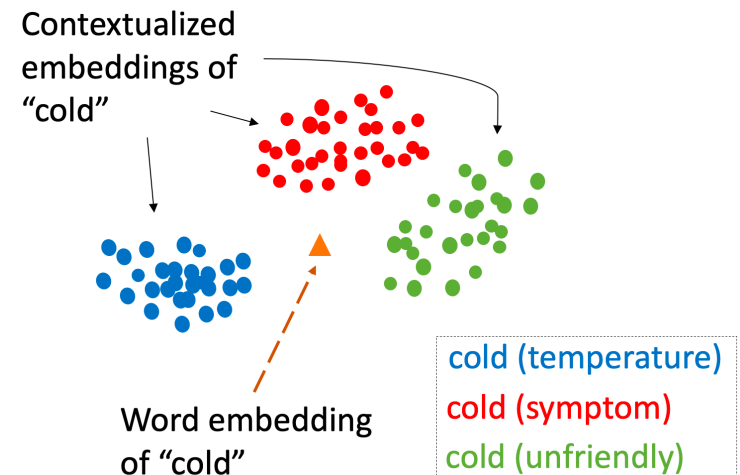 Contextualized
embeddings of
“cold”
Word embedding
of “cold”
cold (temperature)
cold (symptom)
cold (unfriendly)